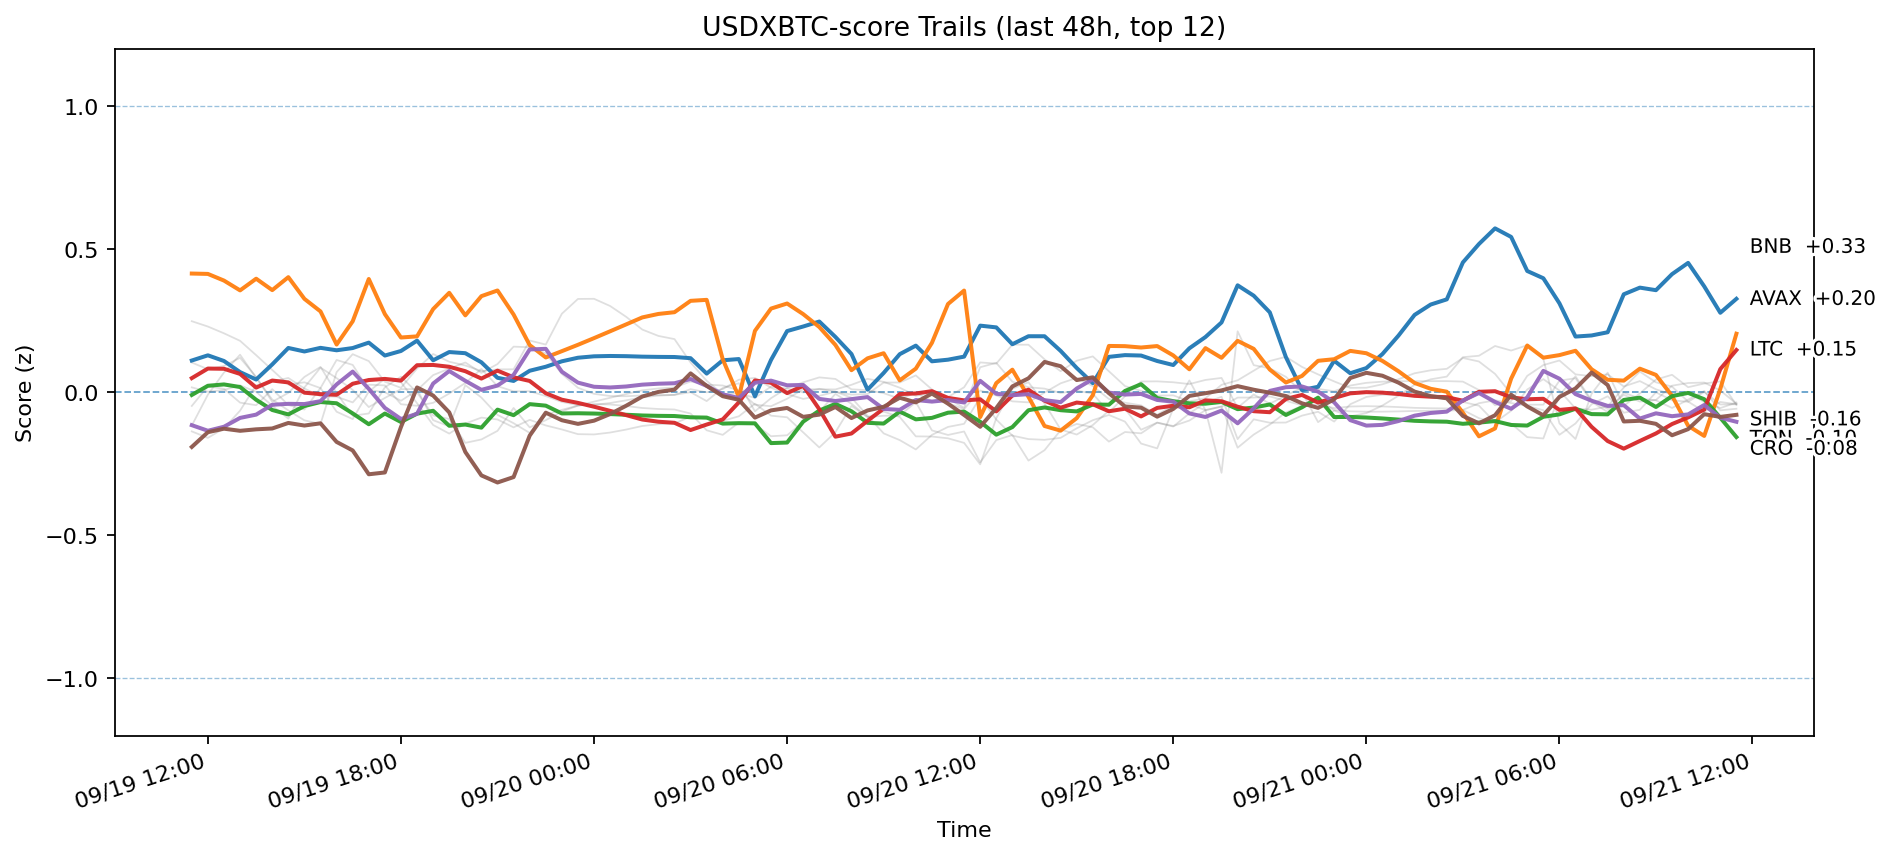 USDXBTC-score Trails (last 48h, top 12)
Score (z)
1.0
0.5
0.0
−0.5
−1.0
BNB +0.33
AVAX +0.20
LTC +0.15
SHIB -0.16
TON -0.10
CRO -0.08
09/19 12:00
09/19 18:00
09/20 00:00
09/20 06:00
09/20 12:00
09/20 18:00
09/21 00:00
09/21 06:00
09/21 12:00
Time